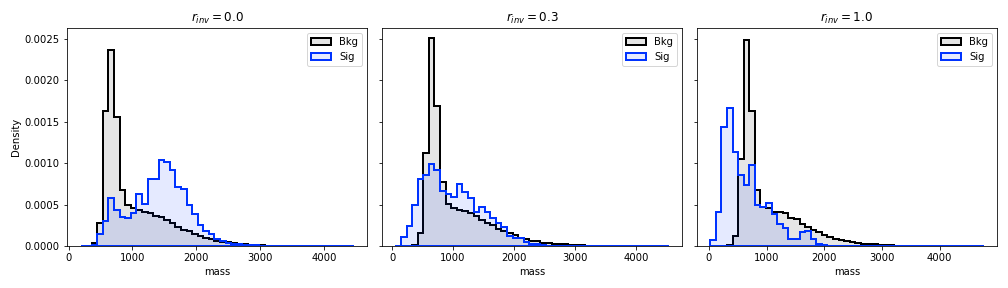 r_inv = 0.0
Bkg
Sig
0.0025
0.0020
0.0015
0.0010
0.0005
0.0000
Density
0 1000 2000 3000 4000
mass
r_inv = 0.3
Bkg
Sig
0 1000 2000 3000 4000
mass
r_inv = 1.0
Bkg
Sig
0 1000 2000 3000 4000
mass